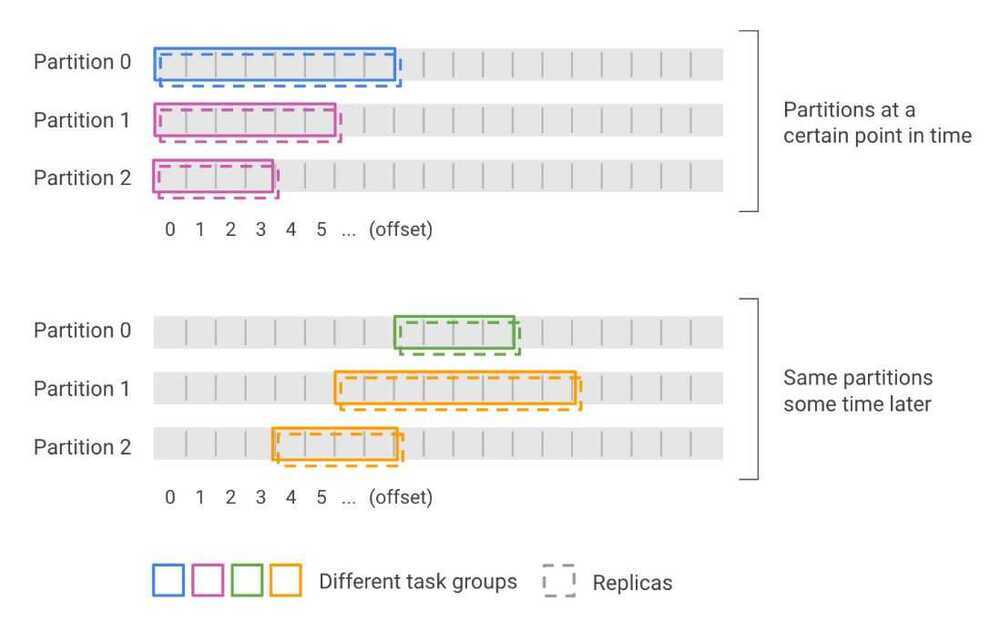 Partition 0
Partition 1
Partition 2
0 1 2 3 4 5 ... (offset)
Partitions at a
certain point in time
Partition 0
Partition 1
Partition 2
0 1 2 3 4 5 ... (offset)
Same partitions
some time later
Different task groups
Replicas